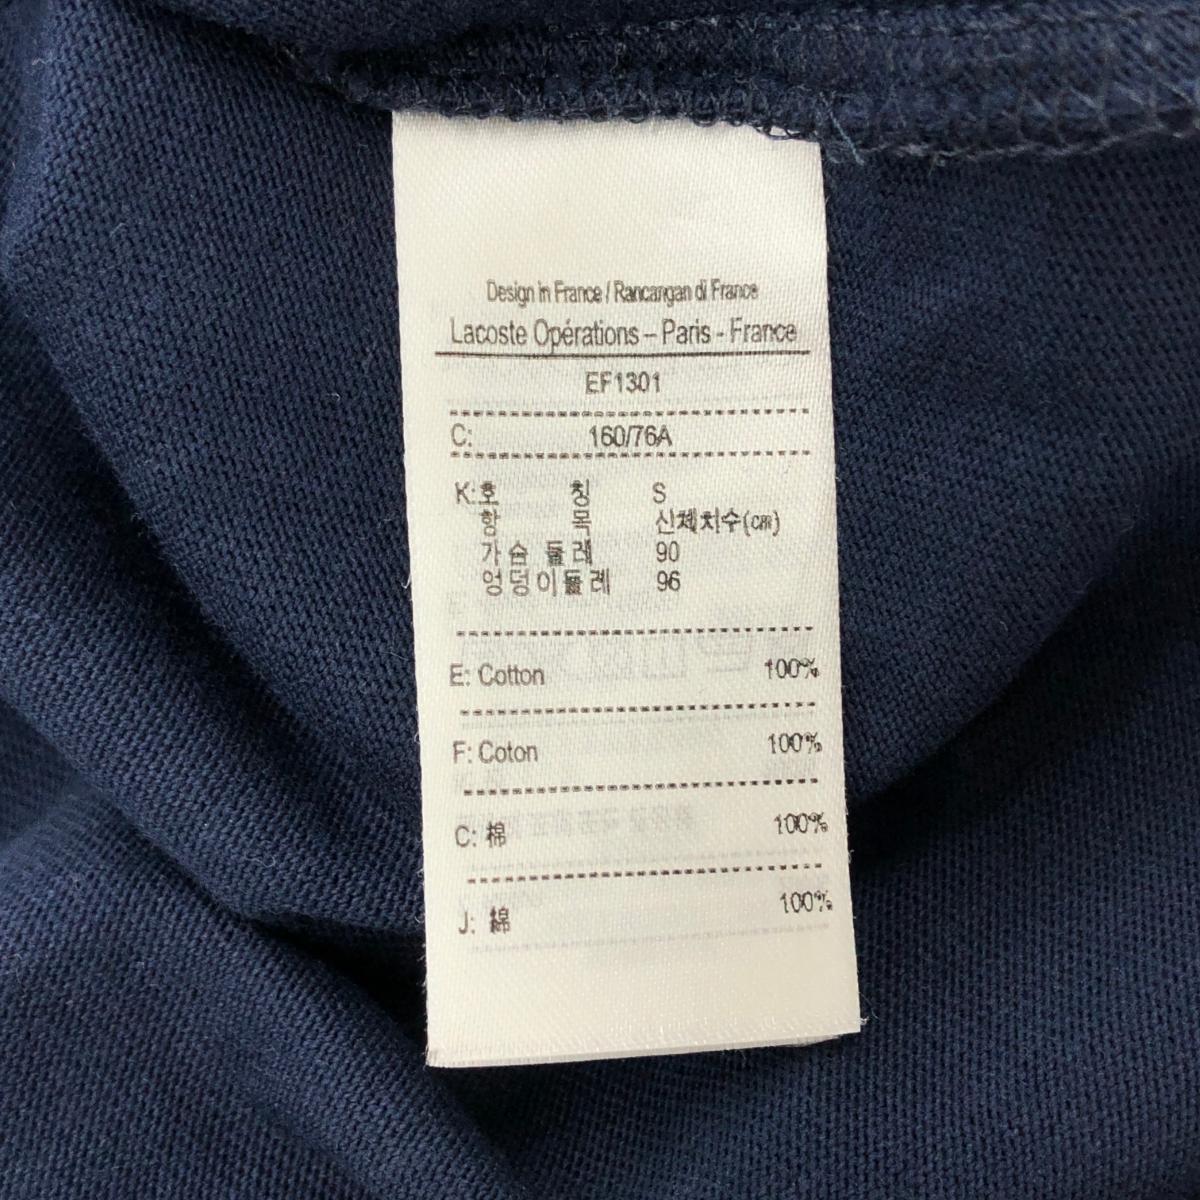 Design in France / Rancangan di France
Lacoste Opérations – Paris - France
EF1301
C: 160/76A
K:호 칭 S
항 목 신체치수(㎝)
가슴 둘레 90
엉덩이둘레 96
E: Cotton 100%
F: Coton 100%
C: 棉 100%
J: 綿 100%